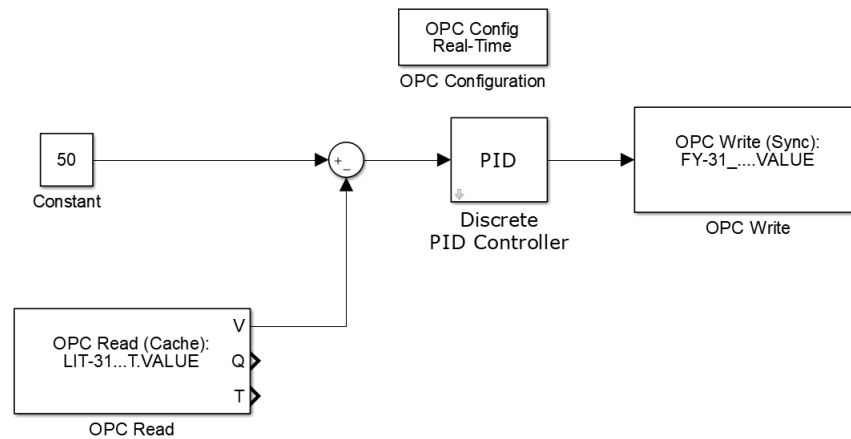 OPC Config
Real-Time
OPC Configuration
50
Constant
+
−
PID
Discrete
PID Controller
OPC Write (Sync):
FY-31_....VALUE
OPC Write
OPC Read (Cache):
LIT-31...T.VALUE
V
Q
T
OPC Read